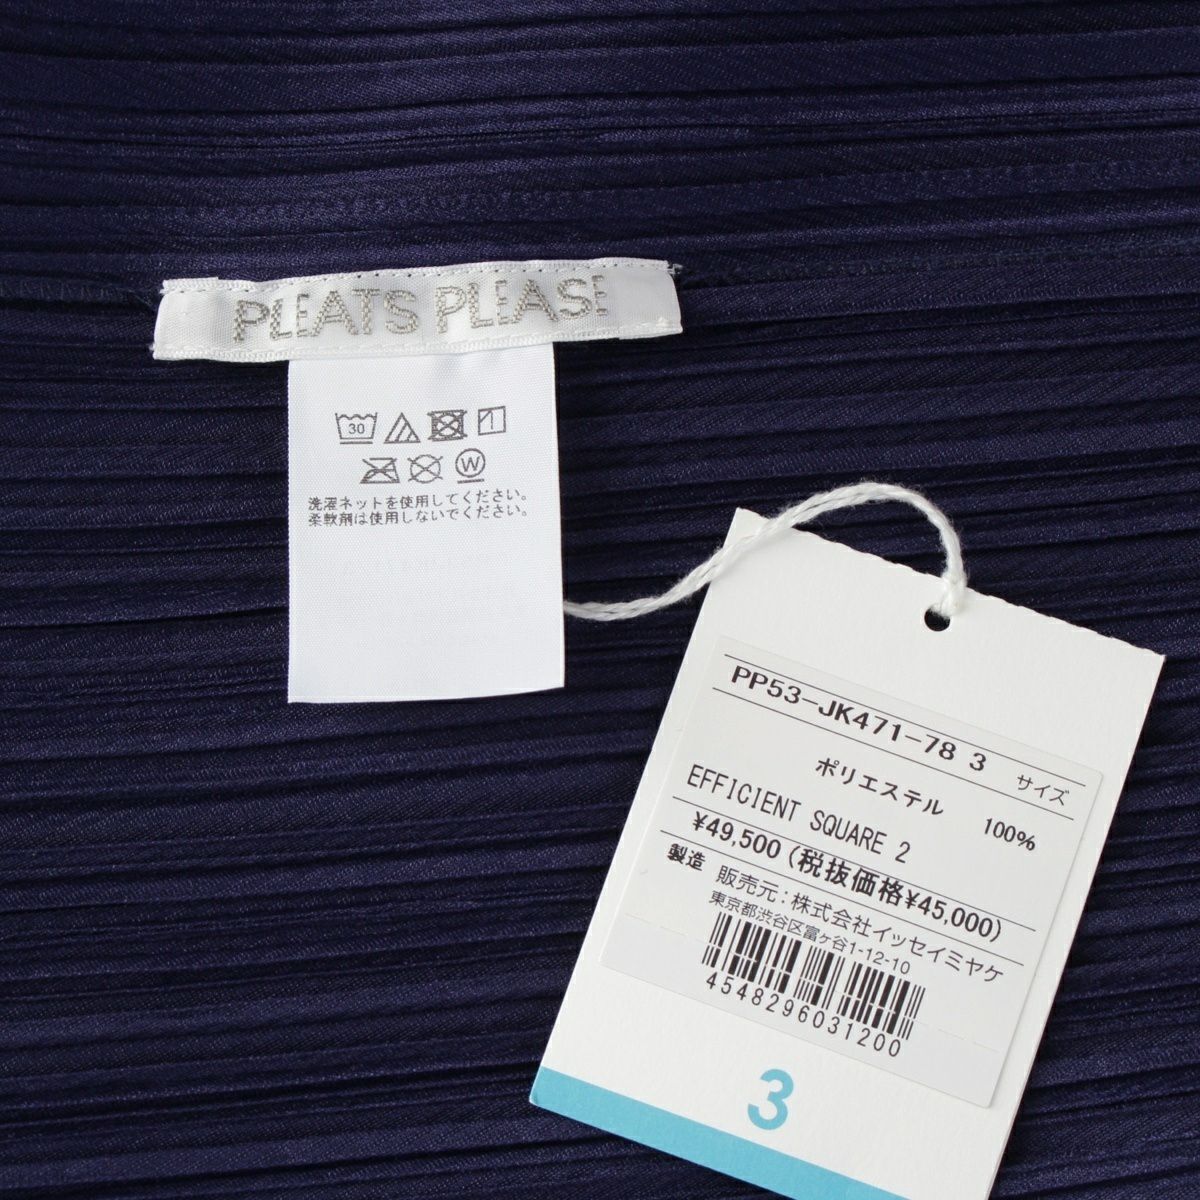 PLEATS PLEASE
30
W
洗濯ネットを使用してください。
柔軟剤は使用しないでください。
PP53-JK471-78 3 サイズ
ポリエステル 100%
EFFICIENT SQUARE 2
¥49,500 (税抜価格¥45,000)
製造 販売元：株式会社イッセイミヤケ
東京都渋谷区富ヶ谷1-12-10
4548296031200
3